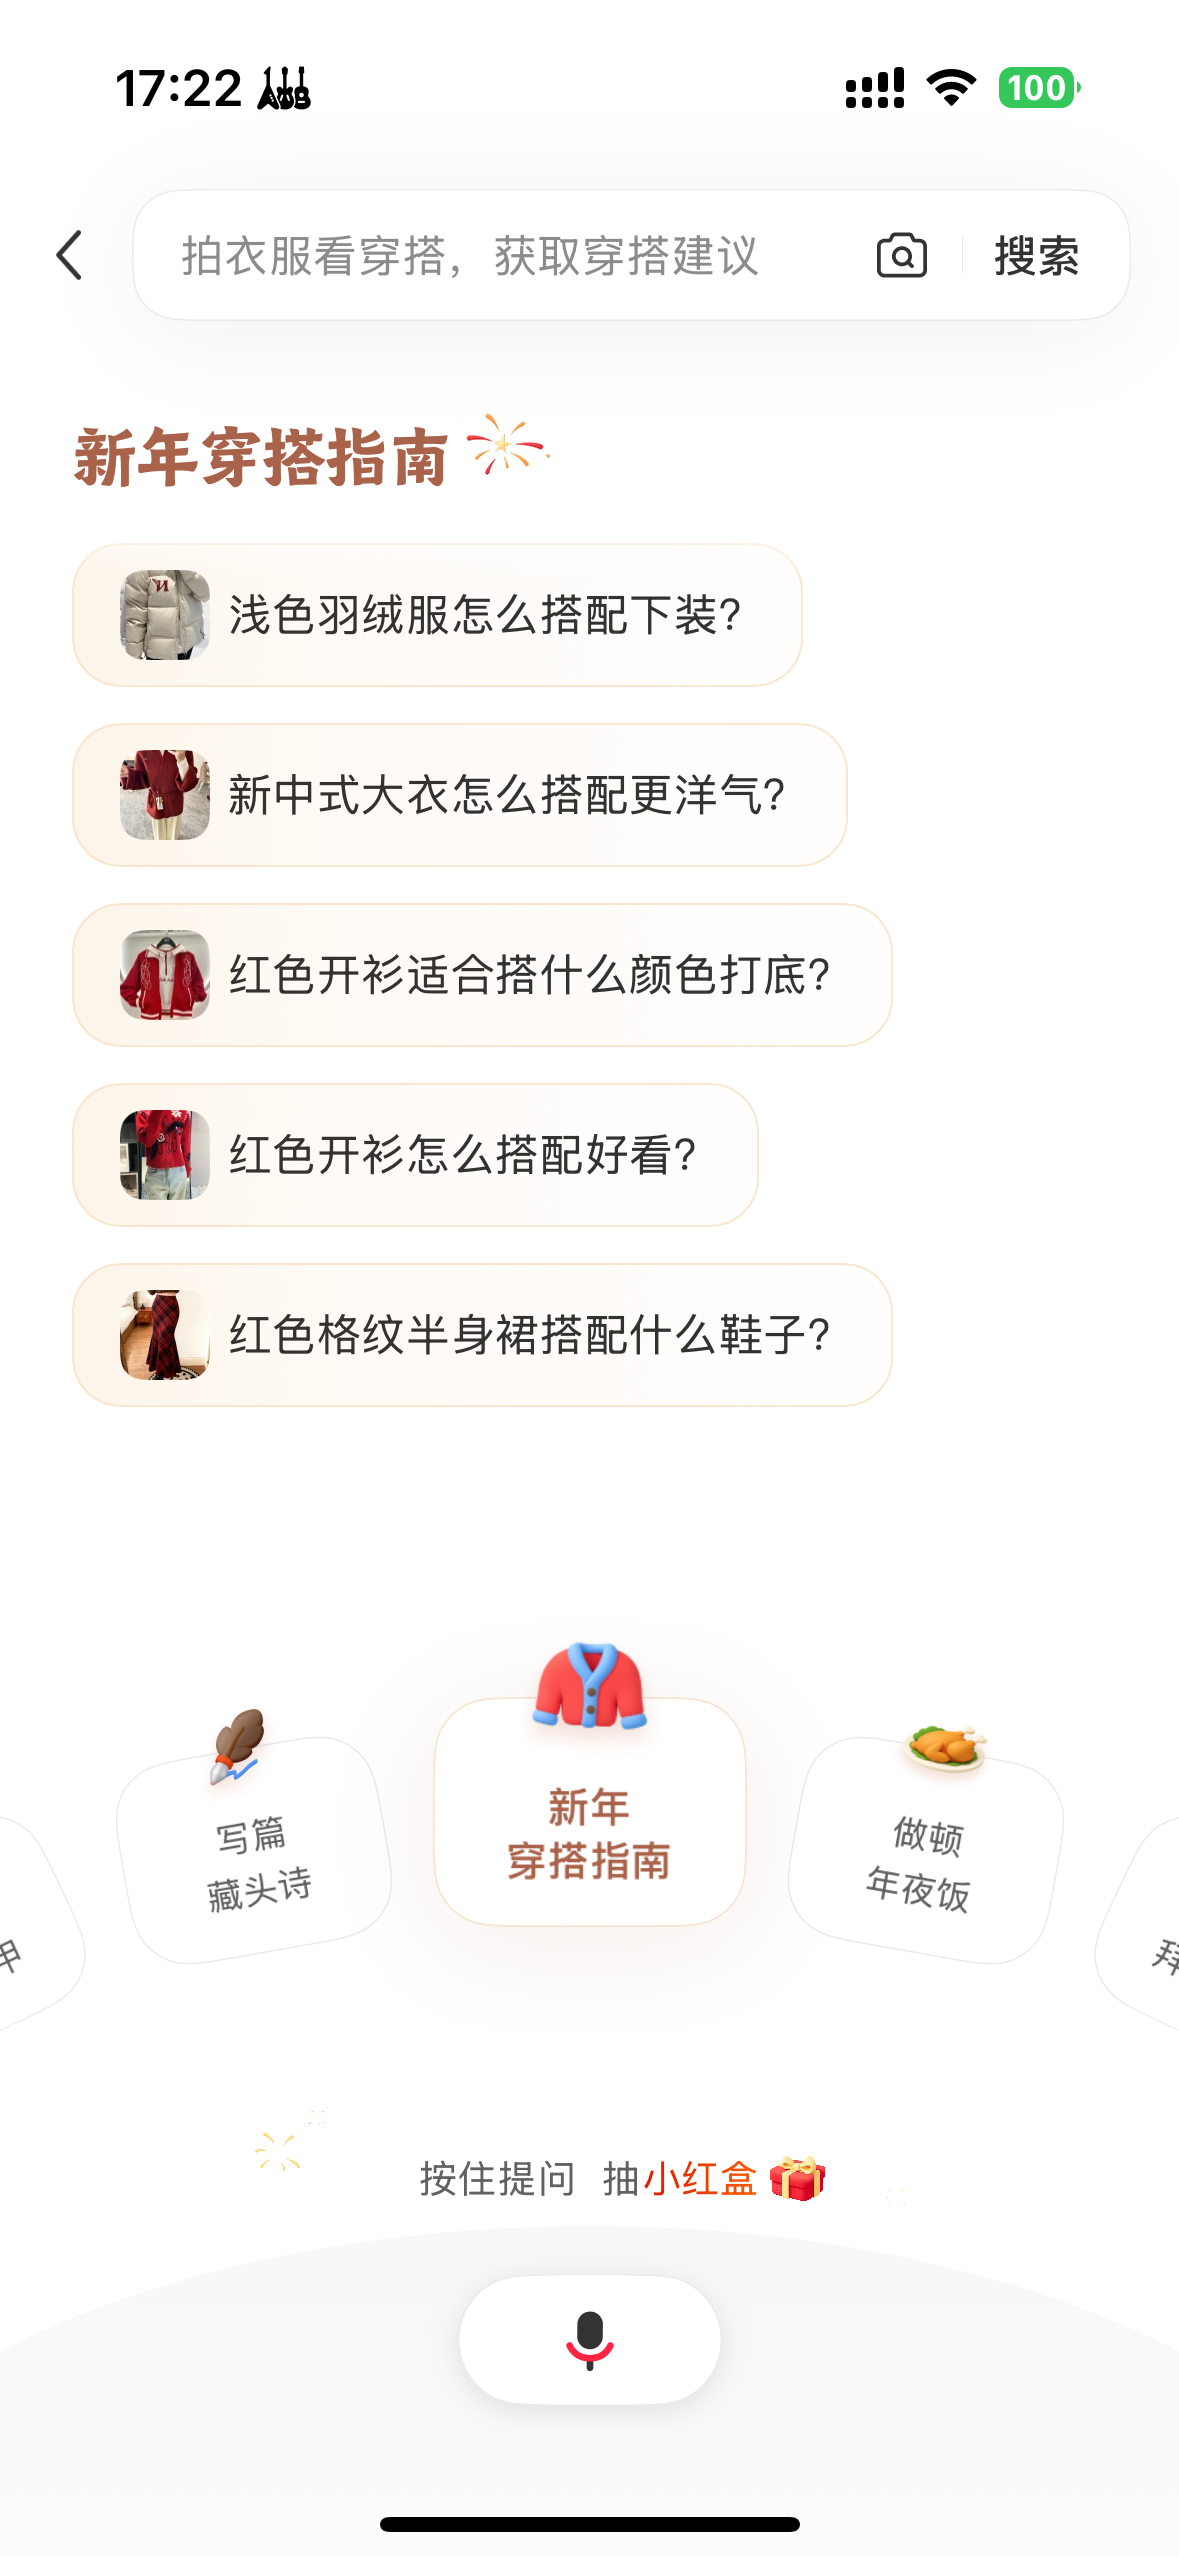 17:22
100
拍衣服看穿搭，获取穿搭建议
搜索
新年穿搭指南
浅色羽绒服怎么搭配下装?
新中式大衣怎么搭配更洋气?
红色开衫适合搭什么颜色打底?
红色开衫怎么搭配好看?
红色格纹半身裙搭配什么鞋子?
写篇
藏头诗
新年
穿搭指南
做顿
年夜饭
甲
拜
按住提问 抽小红盒